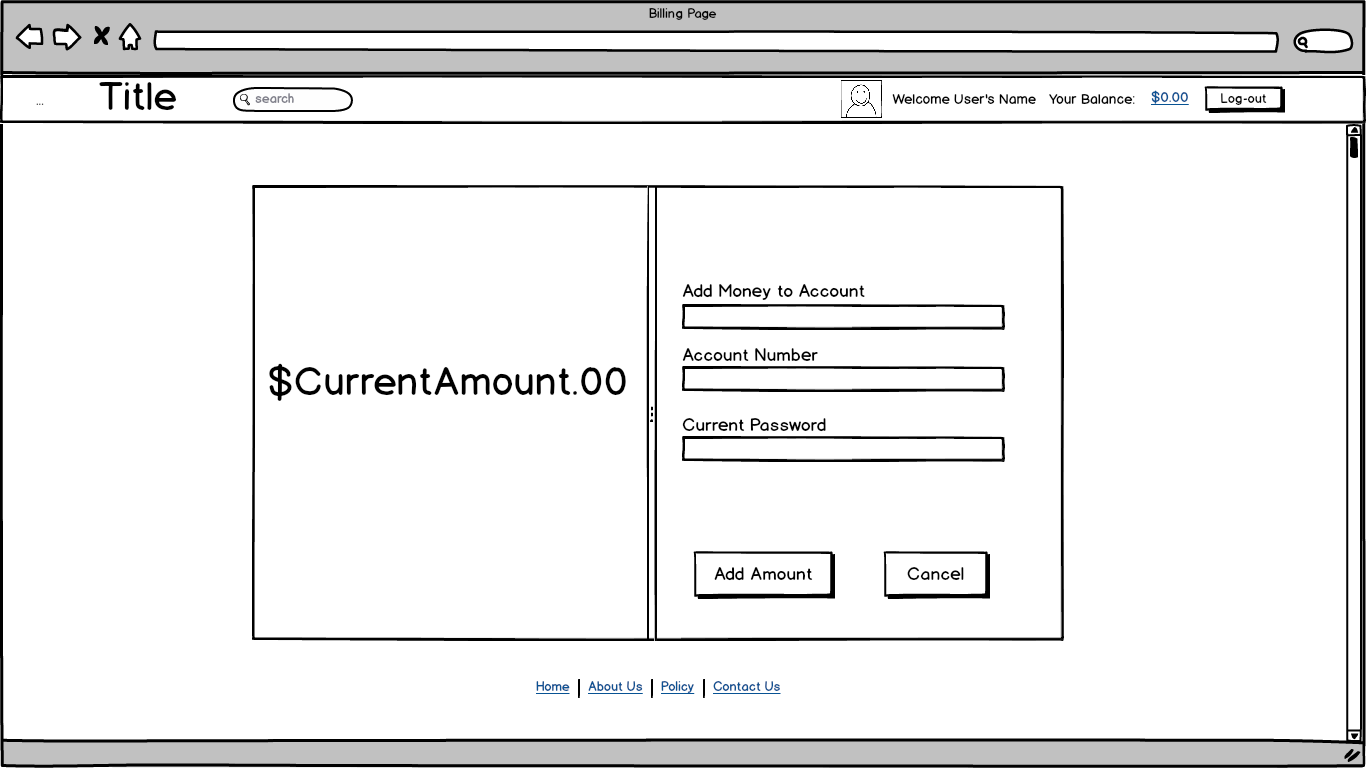 Billing Page
... Title search Welcome User's Name Your Balance: $0.00 Log-out
Add Money to Account
Account Number
$CurrentAmount.00
Current Password
Add Amount Cancel
Home About Us Policy Contact Us